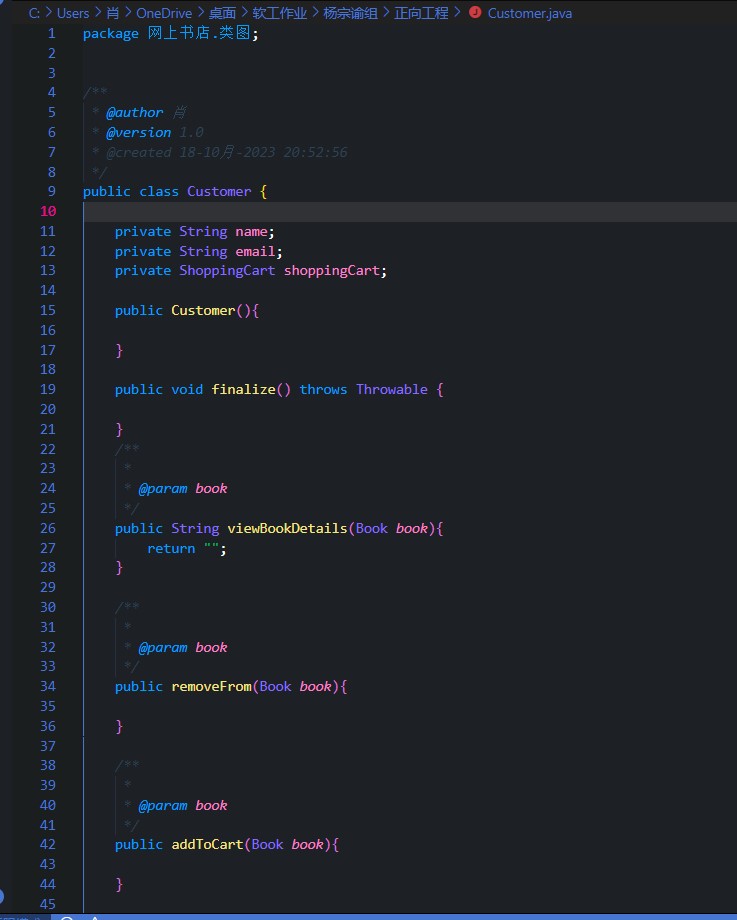 C: > Users > 肖 > OneDrive > 桌面 > 软工作业 > 杨宗谕组 > 正向工程 > J Customer.java
1 package 网上书店.类图;
2
3
4 /**
5 * @author 肖
6 * @version 1.0
7 * @created 18-10月-2023 20:52:56
8 */
9 public class Customer {
10
11 private String name;
12 private String email;
13 private ShoppingCart shoppingCart;
14
15 public Customer(){
16
17 }
18
19 public void finalize() throws Throwable {
20
21 }
22 /**
23 *
24 * @param book
25 */
26 public String viewBookDetails(Book book){
27 return "";
28 }
29
30 /**
31 *
32 * @param book
33 */
34 public removeFrom(Book book){
35
36 }
37
38 /**
39 *
40 * @param book
41 */
42 public addToCart(Book book){
43
44 }
45